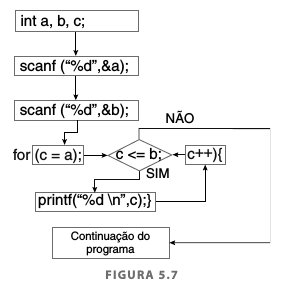 int a, b, c;
scanf (“%d”,&a);
scanf (“%d”,&b);
NÃO
for (c = a); c <= b; c++){
SIM
printf(“%d \n”,c);}
Continuação do
programa
FIGURA 5.7